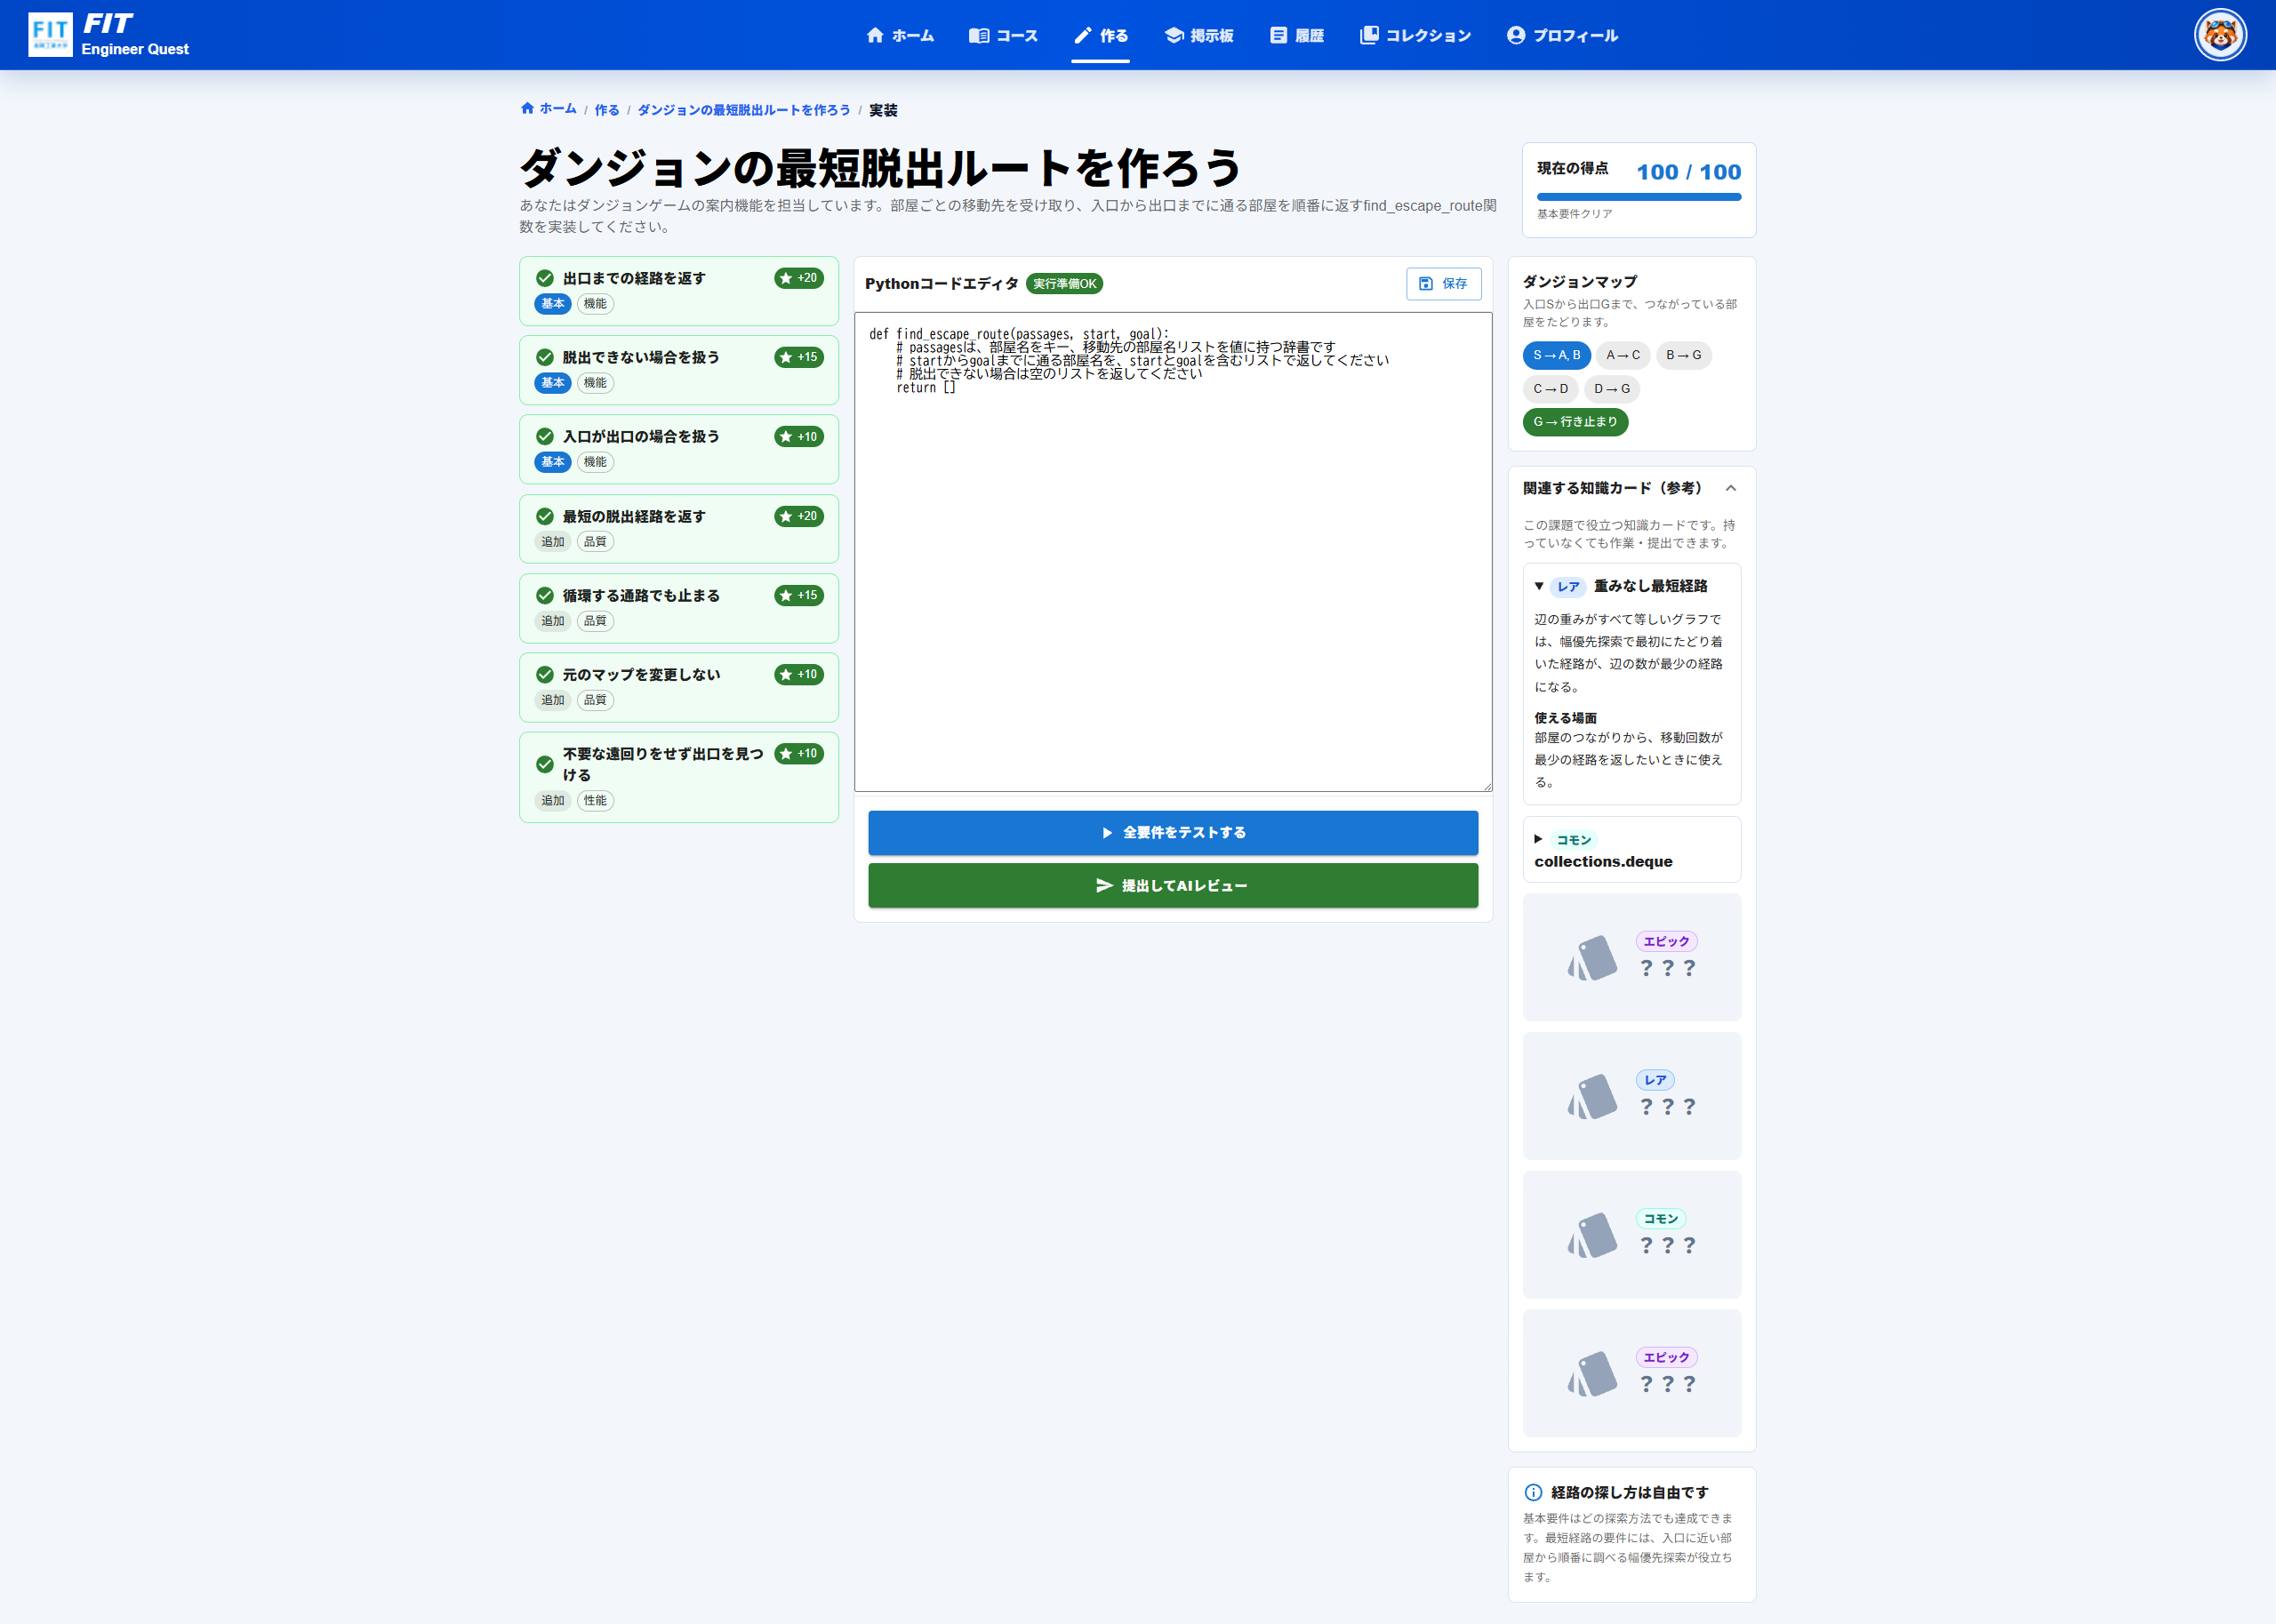 FIT
Engineer Quest
FIT
ホーム
コース
作る
掲示板
履歴
コレクション
プロフィール
ホーム / 作る / ダンジョンの最短脱出ルートを作ろう / 実装
ダンジョンの最短脱出ルートを作ろう
あなたはダンジョンゲームの案内機能を担当しています。部屋ごとの移動先を受け取り、入口から出口までに通る部屋を順番に返すfind_escape_route関
数を実装してください。
現在の得点 100 / 100
基本要件クリア
出口までの経路を返す +20
基本 機能
脱出できない場合を扱う +15
基本 機能
入口が出口の場合を扱う +10
基本 機能
最短の脱出経路を返す +20
追加 品質
循環する通路でも止まる +15
追加 品質
元のマップを変更しない +10
追加 品質
不要な遠回りをせず出口を見つ +10
ける
追加 性能
Pythonコードエディタ 実行準備OK 保存
def find_escape_route(passages, start, goal):
    # passagesは、部屋名をキー、移動先の部屋名リストを値に持つ辞書です
    # startからgoalまでに通る部屋名を、startとgoalを含むリストで返してください
    # 脱出できない場合は空のリストを返してください
    return []
全要件をテストする
提出してAIレビュー
ダンジョンマップ
入口Sから出口Gまで、つながっている部
屋をたどります。
S → A, B A → C B → G
C → D D → G
G → 行き止まり
関連する知識カード（参考）
この課題で役立つ知識カードです。持
っていなくても作業・提出できます。
レア 重みなし最短経路
辺の重みがすべて等しいグラフで
は、幅優先探索で最初にたどり着
いた経路が、辺の数が最少の経路
になる。
使える場面
部屋のつながりから、移動回数が
最少の経路を返したいときに使え
る。
コモン
collections.deque
エピック
？？？
レア
？？？
コモン
？？？
エピック
？？？
経路の探し方は自由です
基本要件はどの探索方法でも達成できま
す。最短経路の要件には、入口に近い部
屋から順番に調べる幅優先探索が役立ち
ます。